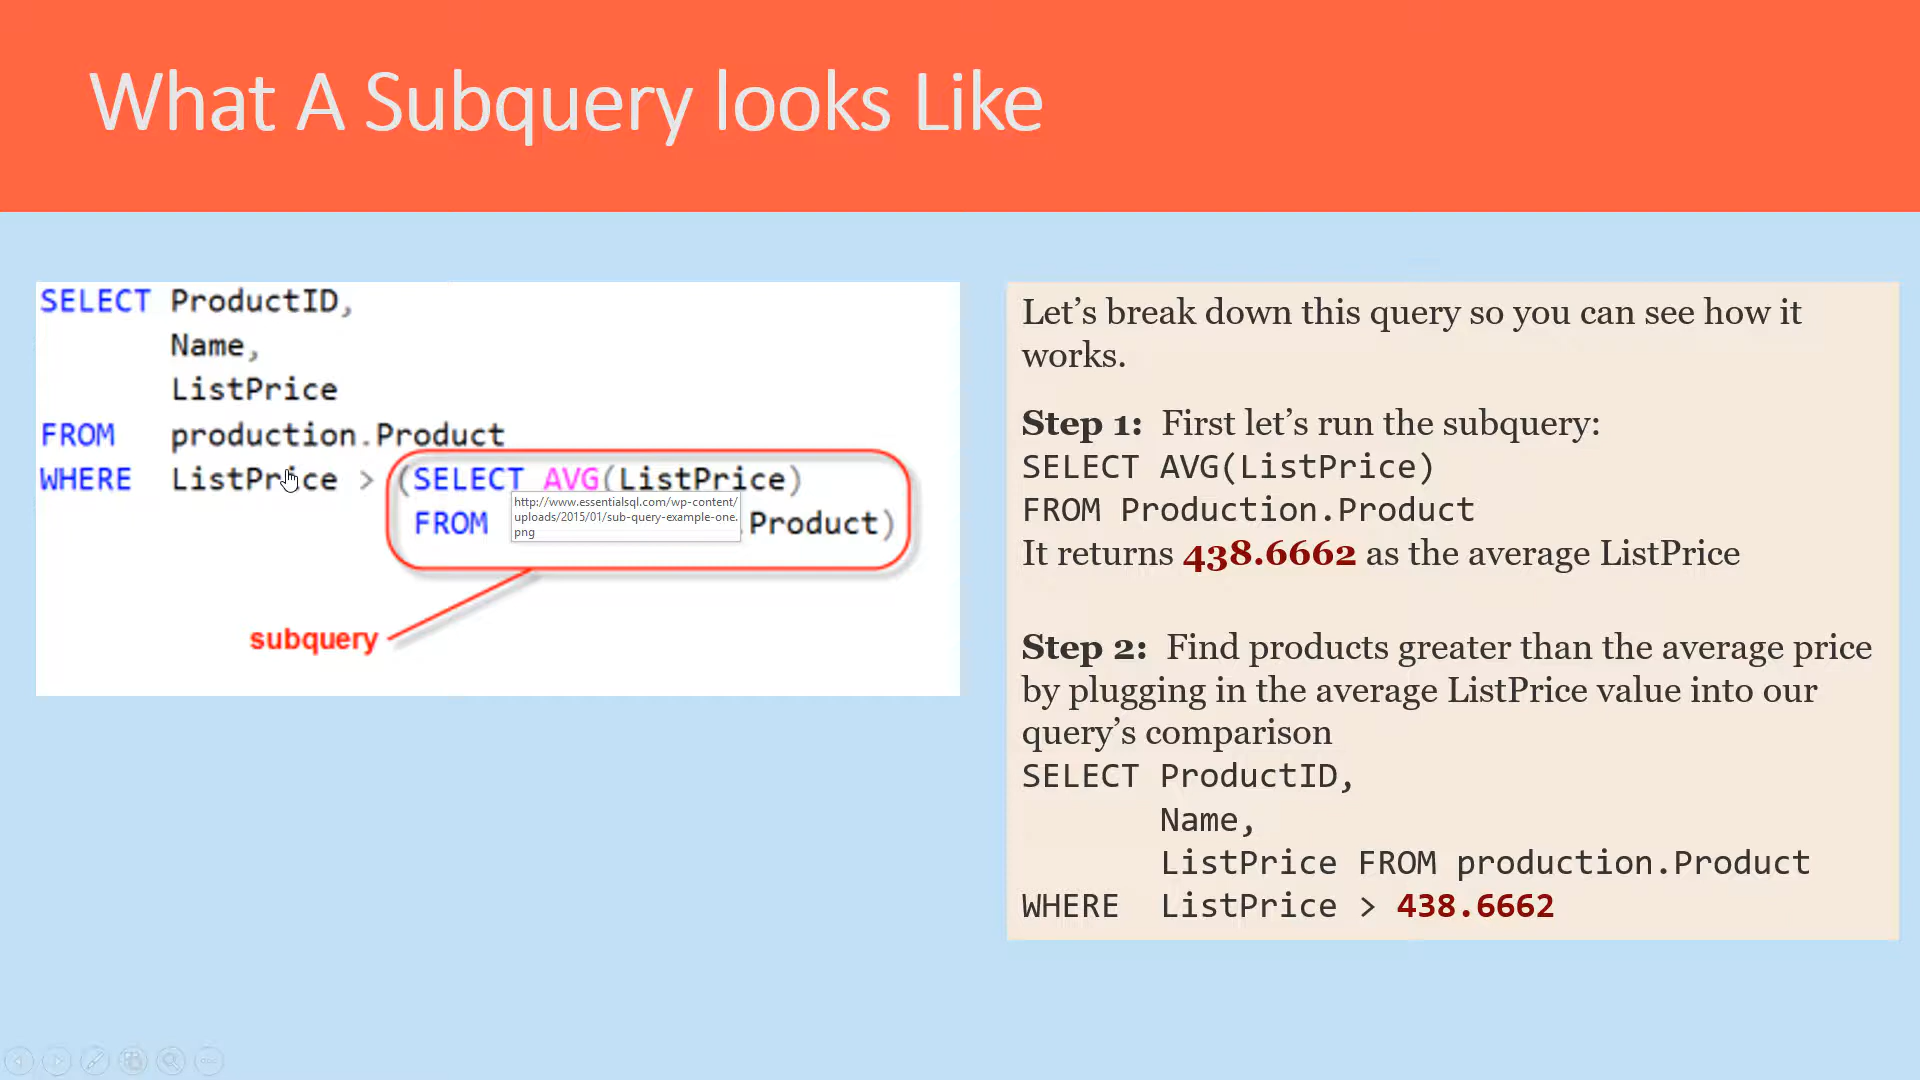 What A Subquery looks Like
SELECT ProductID,
Name,
ListPrice
FROM production.Product
WHERE ListPrice > (SELECT AVG(ListPrice)
FROM .Product)
http://www.essentialsql.com/wp-content/
uploads/2015/01/sub-query-example-one.
png
subquery
Let's break down this query so you can see how it
works.
Step 1: First let's run the subquery:
SELECT AVG(ListPrice)
FROM Production.Product
It returns 438.6662 as the average ListPrice
Step 2: Find products greater than the average price
by plugging in the average ListPrice value into our
query's comparison
SELECT ProductID,
Name,
ListPrice FROM production.Product
WHERE ListPrice > 438.6662